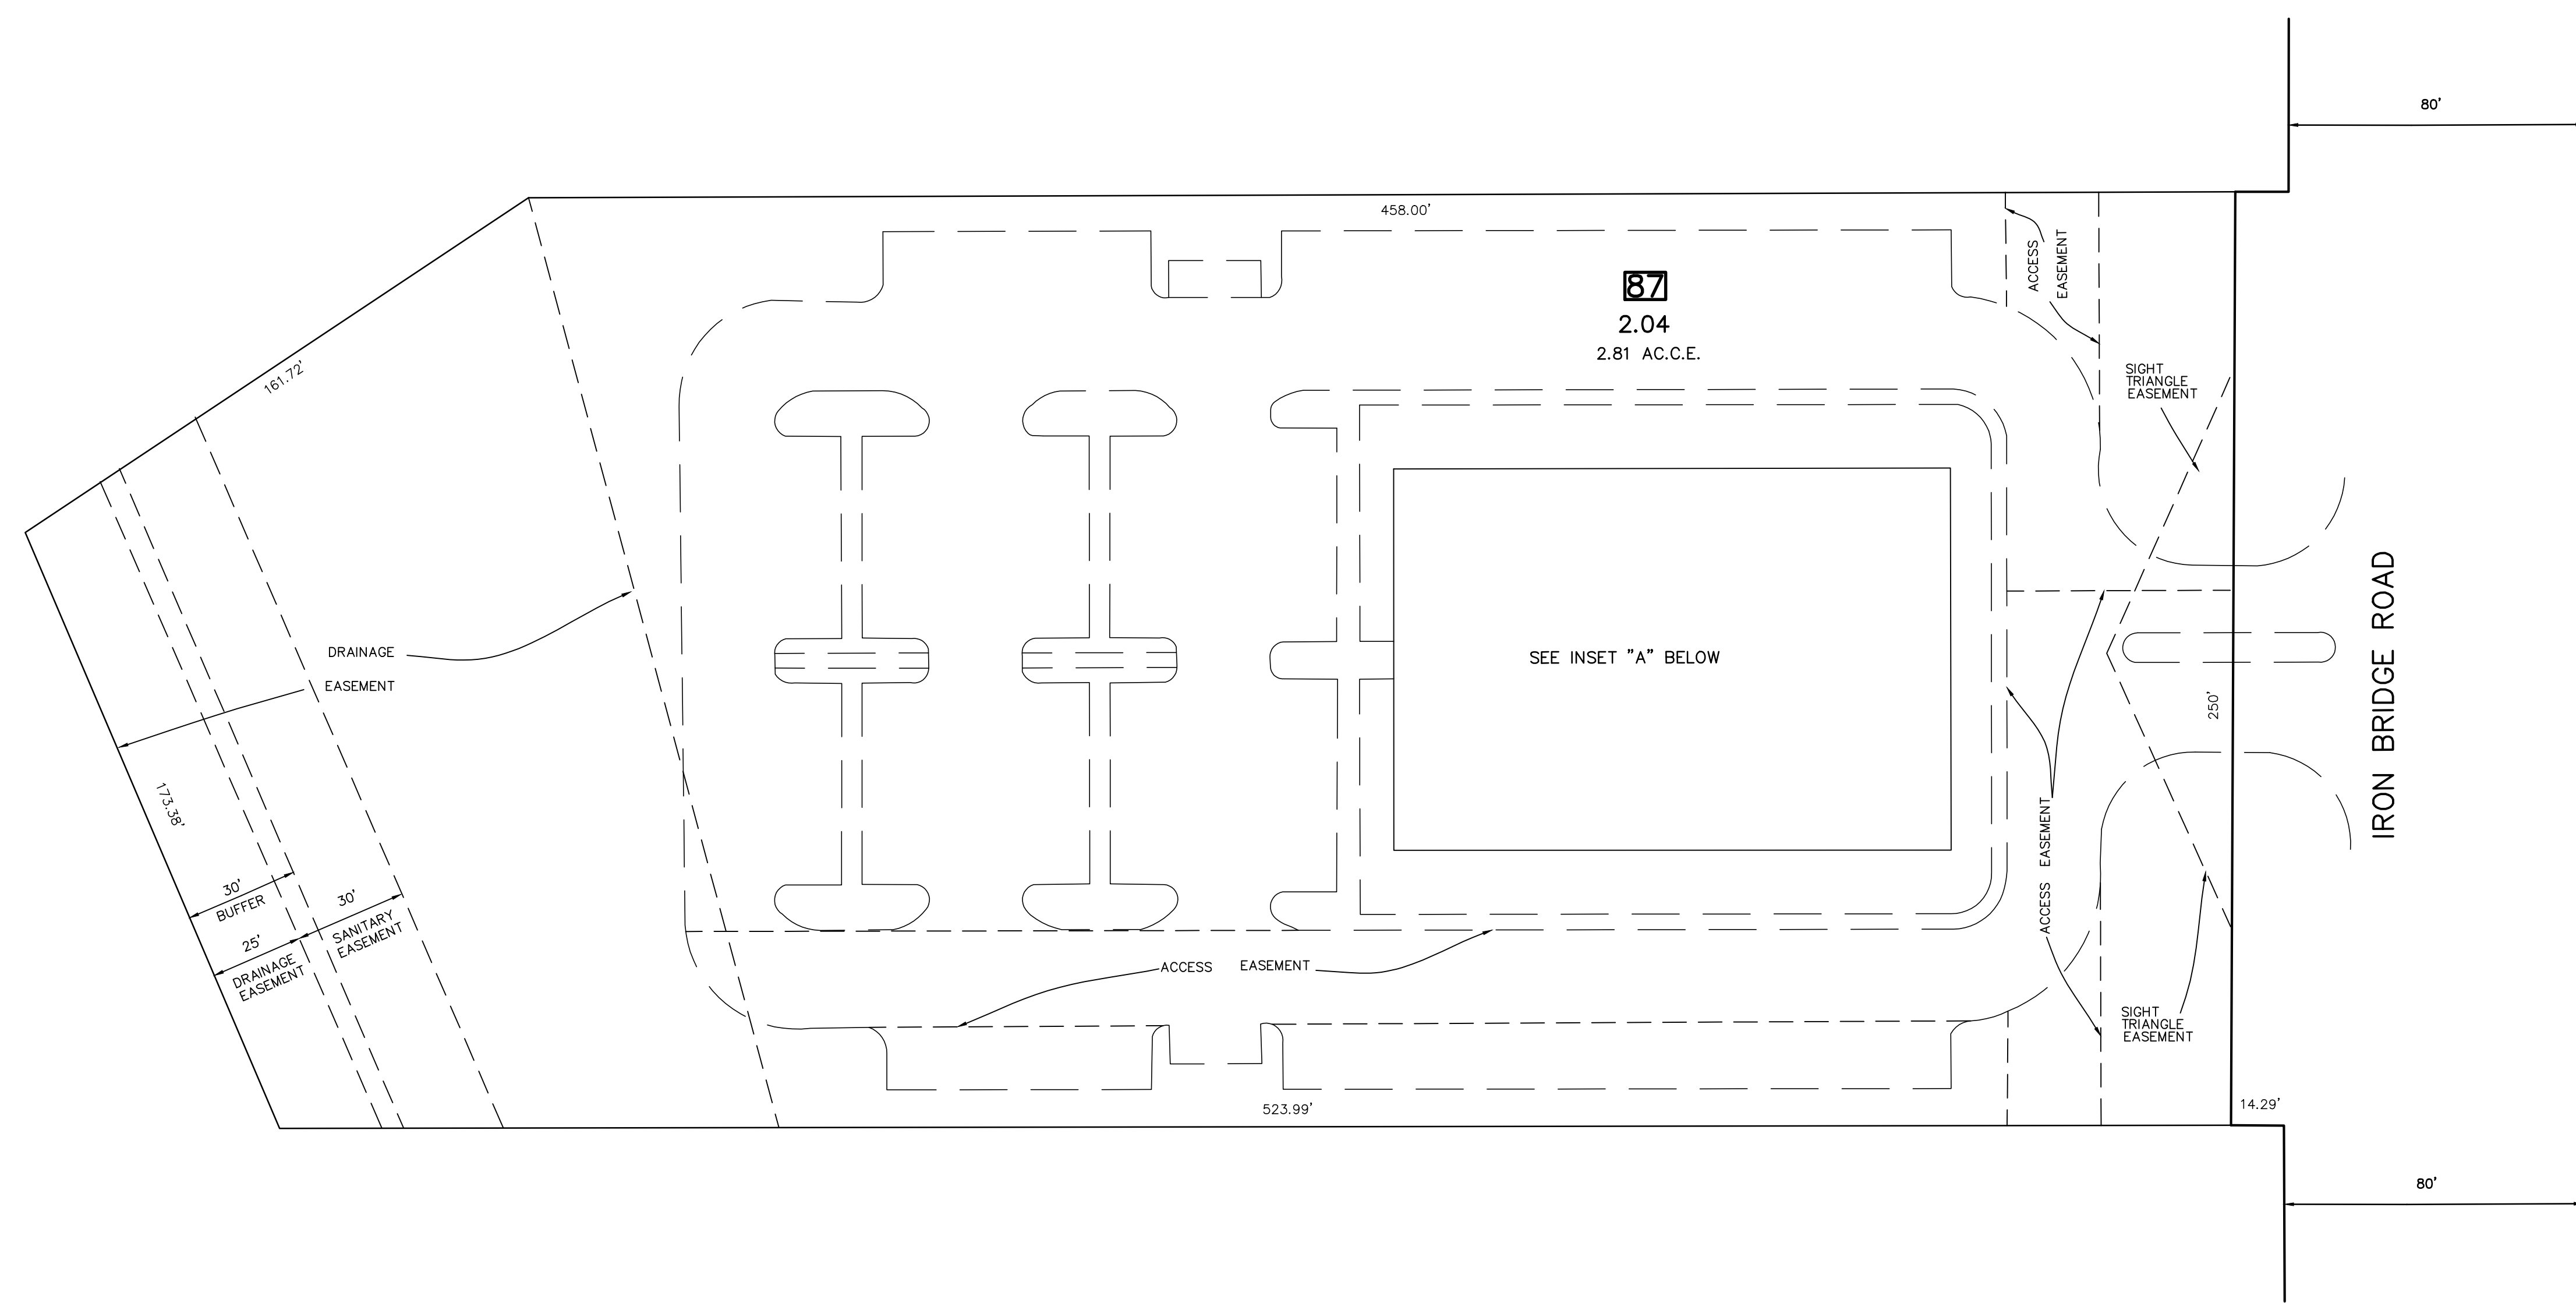 80'
458.00'
87
2.04
2.81 AC.C.E.
ACCESS
EASEMENT
SIGHT
TRIANGLE
EASEMENT
161.72'
DRAINAGE
EASEMENT
SEE INSET "A" BELOW
250'
IRON BRIDGE ROAD
173.38'
30'
BUFFER
30'
SANITARY
EASEMENT
25'
DRAINAGE
EASEMENT
ACCESS EASEMENT
ACCESS EASEMENT
SIGHT
TRIANGLE
EASEMENT
523.99'
14.29'
80'